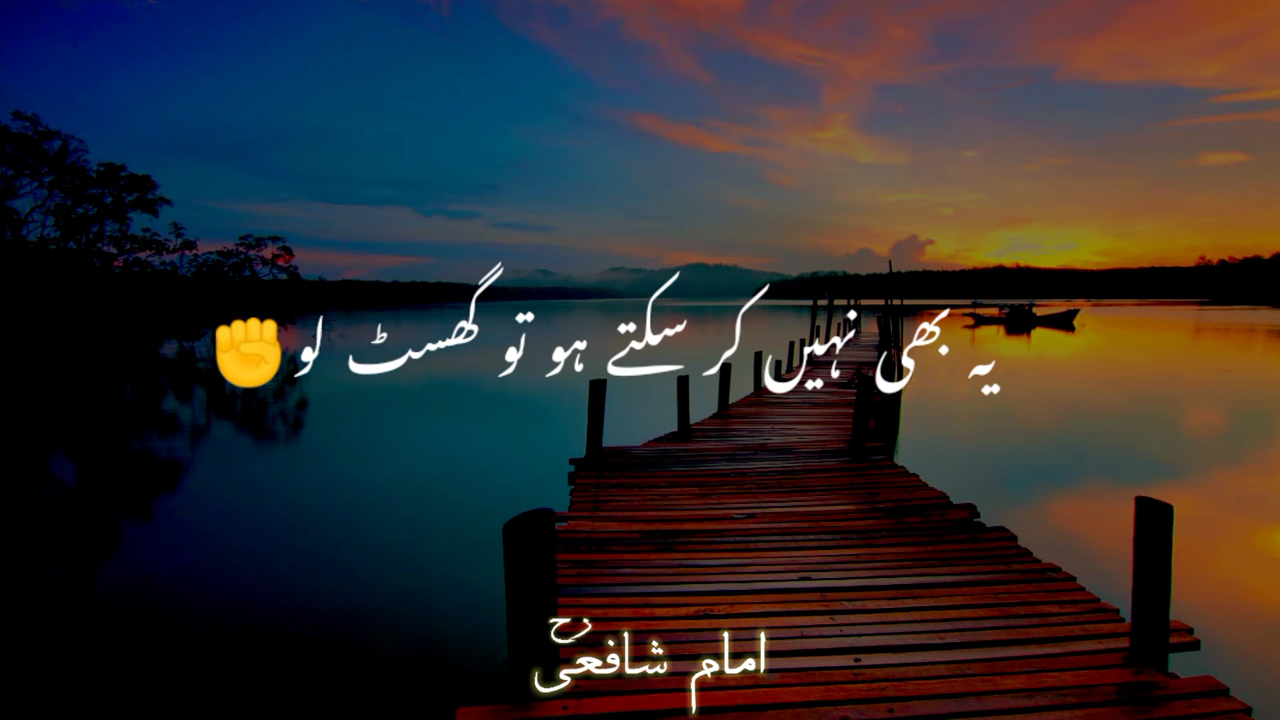 یہ بھی نہیں کر سکتے ہو تو گھسٹ لو✊
امام شافعیؒ